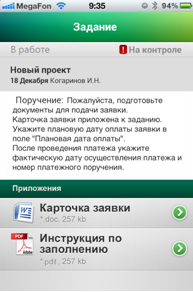 MegaFon 9:35 94%
Задание
В работе На контроле
Новый проект
18 Декабря Когаринов И.Н.
Поручение: Пожалуйста, подготовьте
документы для подачи заявки.
Карточка заявки приложена к заданию.
Укажите плановую дату оплаты заявки в
поле "Плановая дата оплаты".
После проведения платежа укажите
фактическую дату осуществления платежа и
номер платежного поручения.
Приложения
Карточка заявки
*.doc, 257 kb
Инструкция по
заполнению
*.pdf, 257 kb